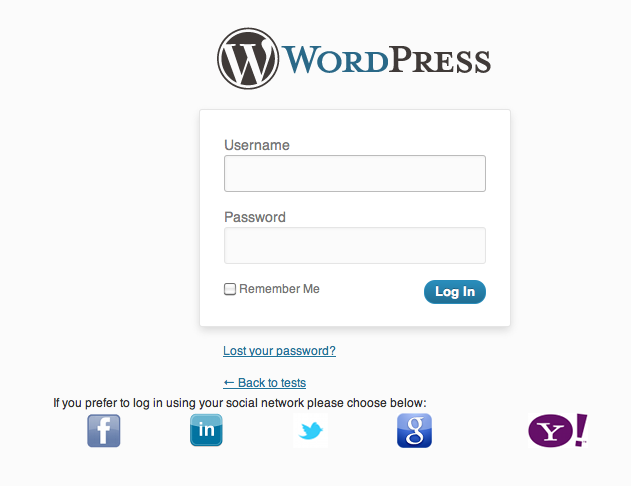 WORDPRESS
Username
Password
Remember Me
Log In
Lost your password?
← Back to tests
If you prefer to log in using your social network please choose below:
f in g Y!